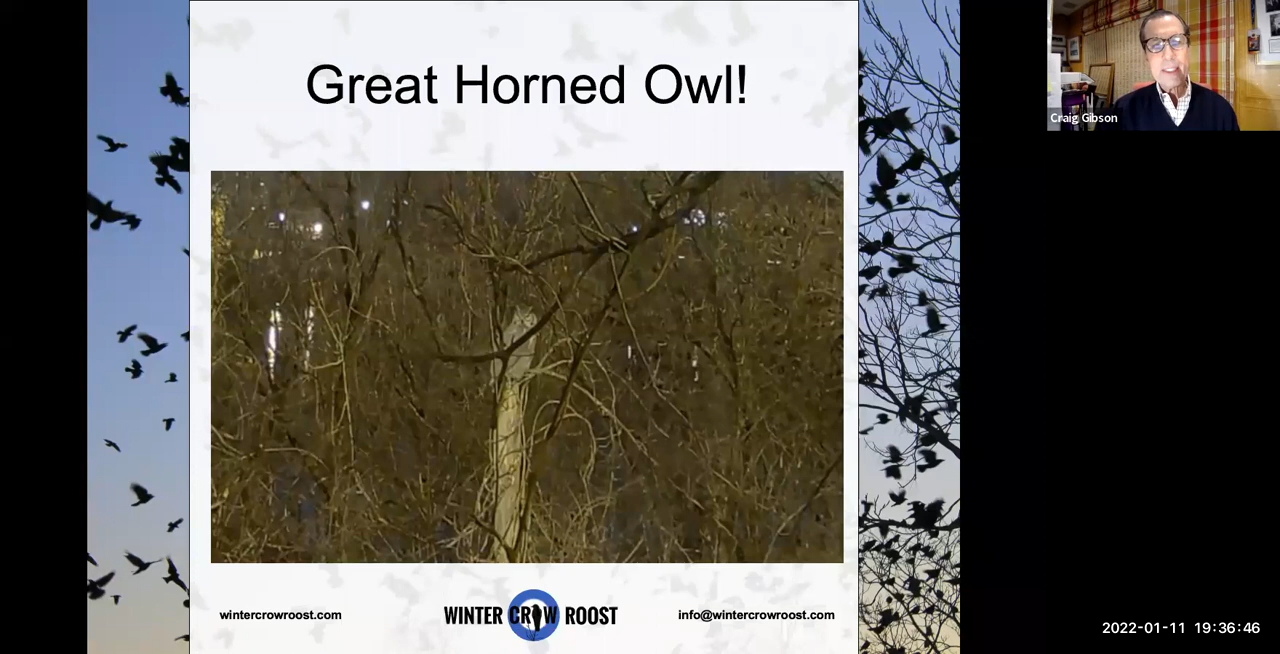 Great Horned Owl!
Craig Gibson
wintercrowroost.com
WINTER CROW ROOST
info@wintercrowroost.com
2022-01-11 19:36:46